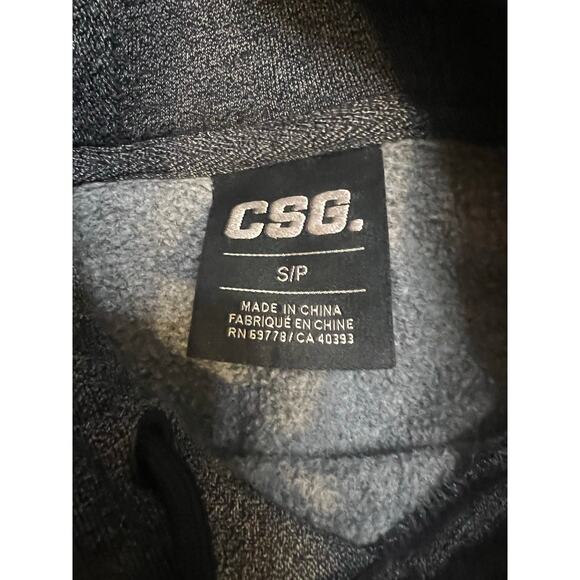 CSG.
S/P
MADE IN CHINA
FABRIQUÉ EN CHINE
RN 69778/CA 40393